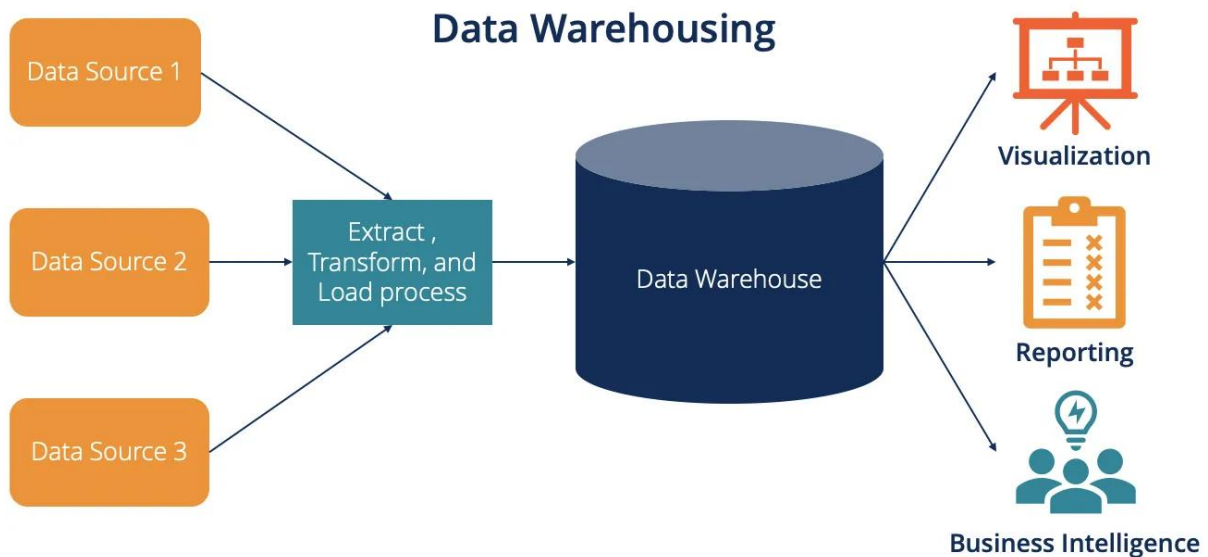 Data Warehousing
Data Source 1
Data Source 2
Data Source 3
Extract ,
Transform, and
Load process
Data Warehouse
Visualization
Reporting
Business Intelligence